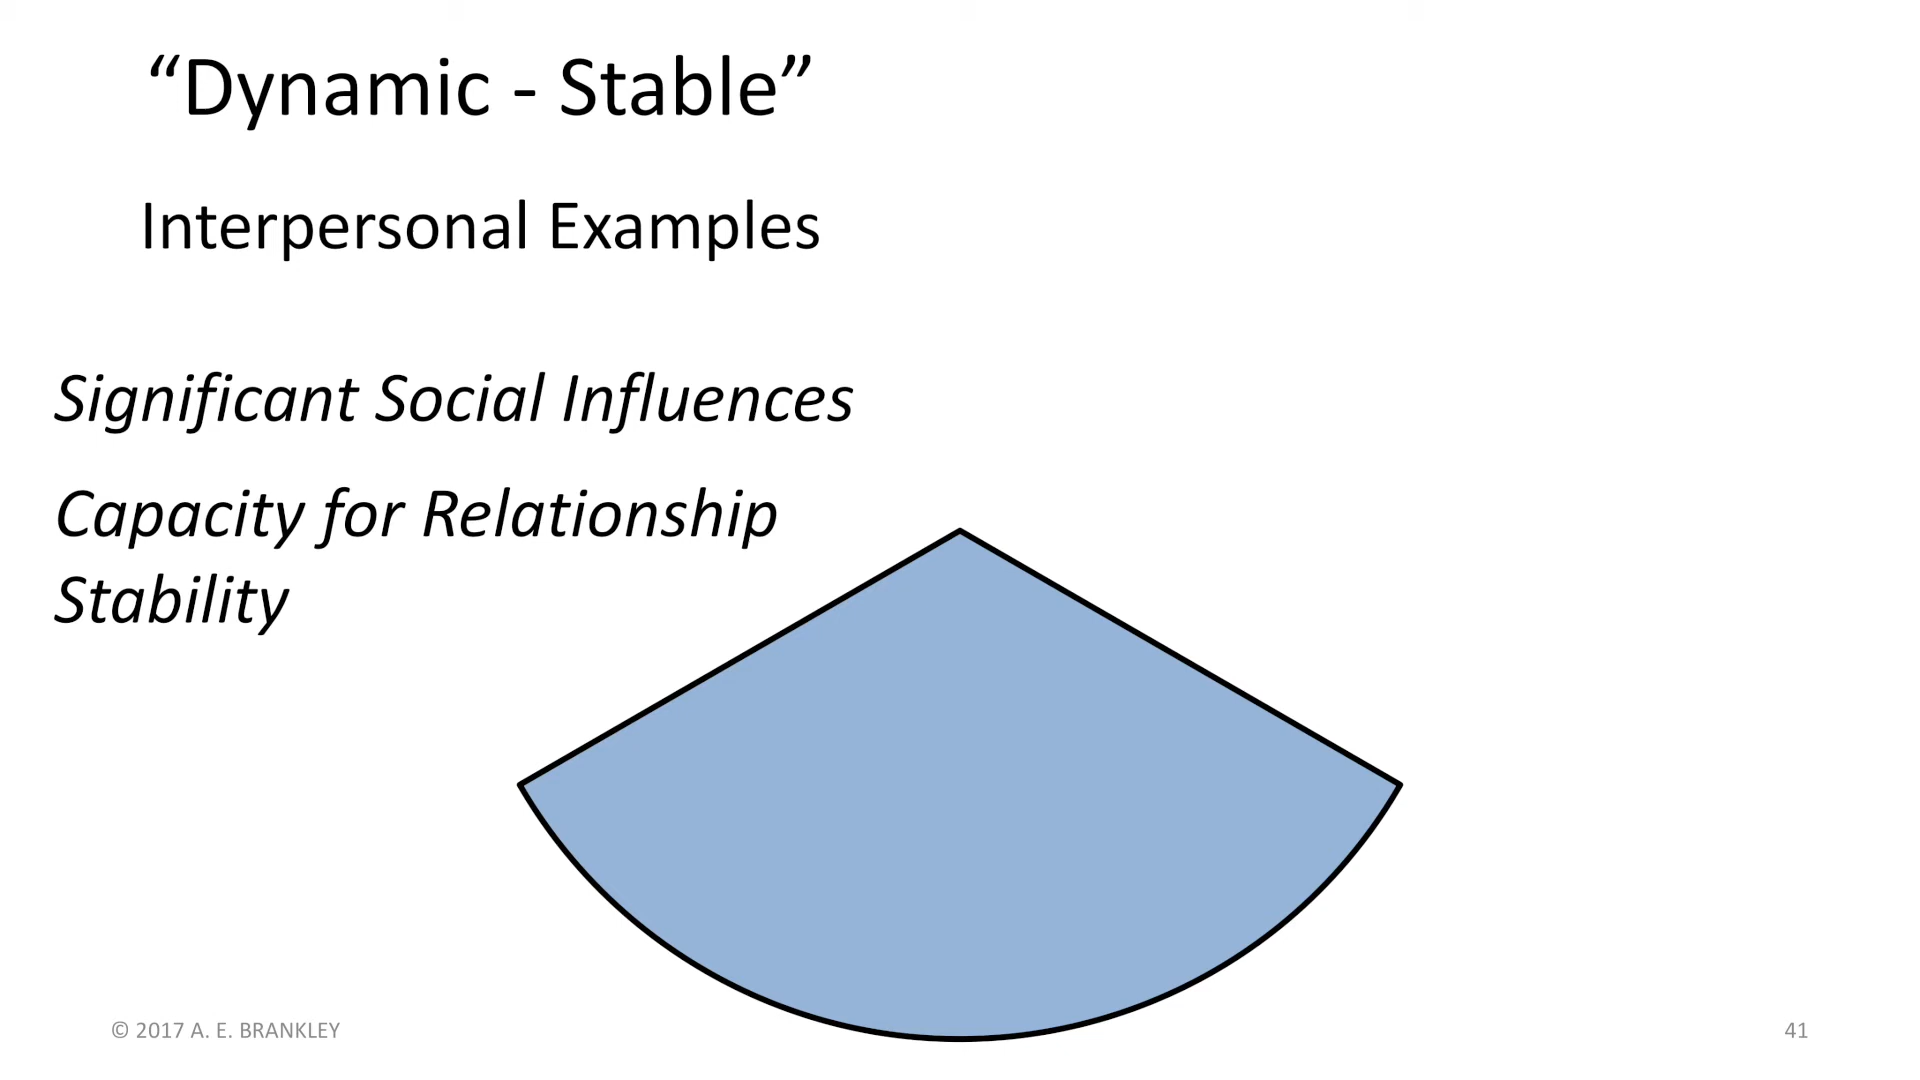 “Dynamic - Stable”
Interpersonal Examples
Significant Social Influences
Capacity for Relationship
Stability
© 2017 A. E. BRANKLEY
41